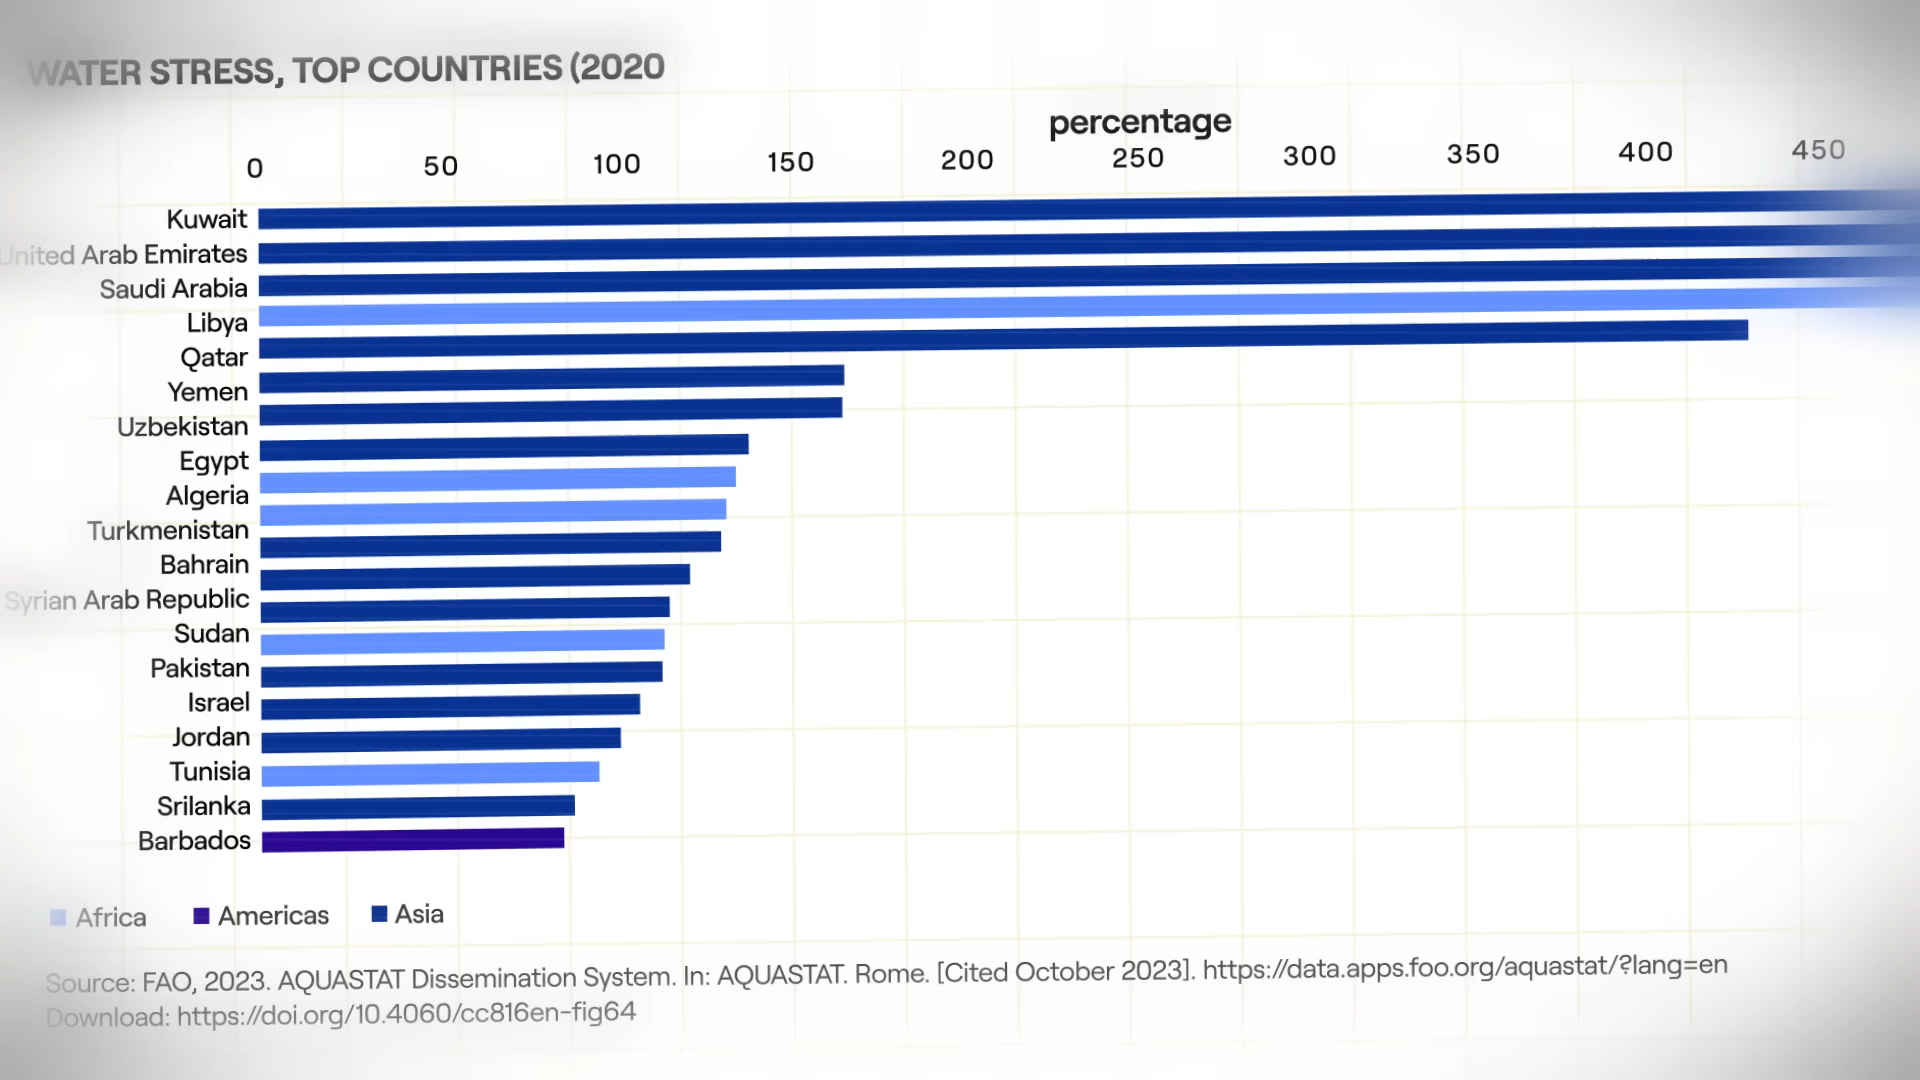 WATER STRESS, TOP COUNTRIES (2020
percentage
0 50 100 150 200 250 300 350 400 450
Kuwait
United Arab Emirates
Saudi Arabia
Libya
Qatar
Yemen
Uzbekistan
Egypt
Algeria
Turkmenistan
Bahrain
Syrian Arab Republic
Sudan
Pakistan
Israel
Jordan
Tunisia
Srilanka
Barbados
Africa Americas Asia
Source: FAO, 2023. AQUASTAT Dissemination System. In: AQUASTAT. Rome. [Cited October 2023]. https://data.apps.foo.org/aquastat/?lang=en
Download: https://doi.org/10.4060/cc816en-fig64